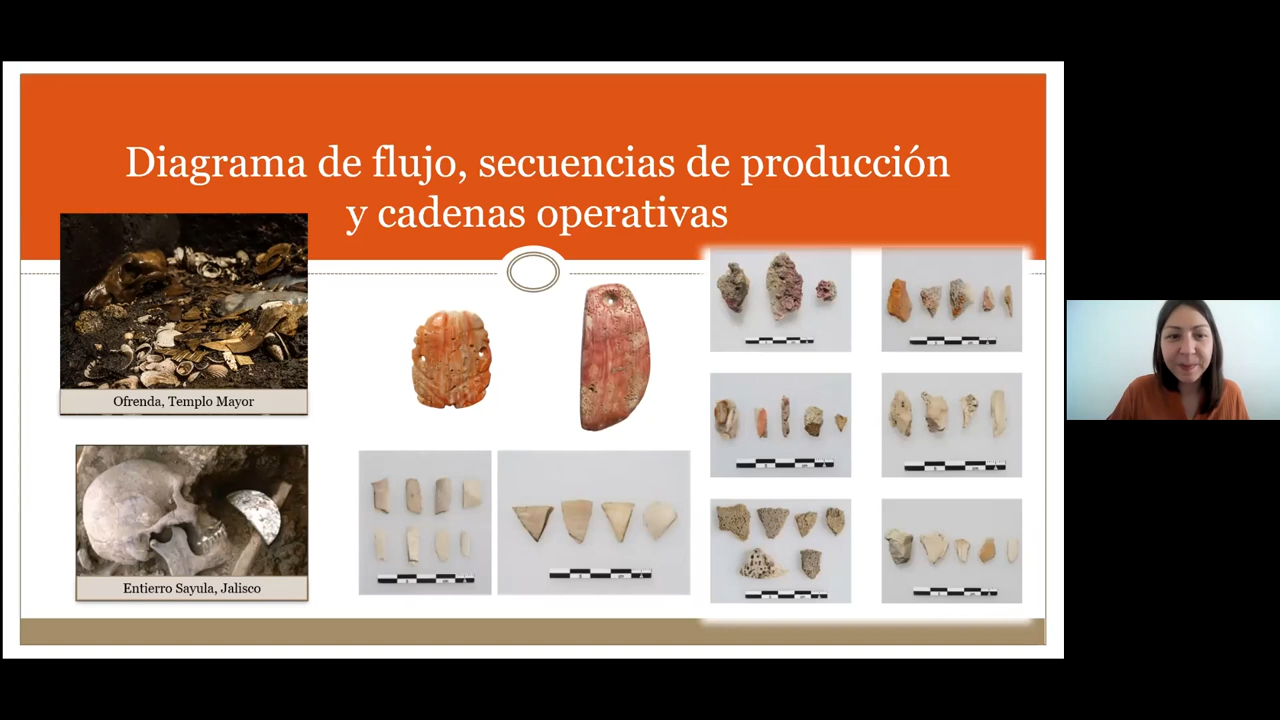 Diagrama de flujo, secuencias de producción
y cadenas operativas
Ofrenda, Templo Mayor
Entierro Sayula, Jalisco